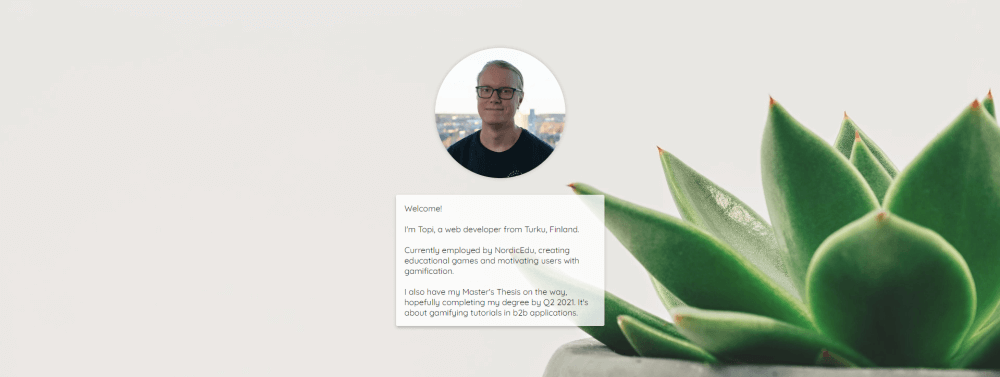 Welcome!
I'm Topi, a web developer from Turku, Finland.
Currently employed by NordicEdu, creating
educational games and motivating users with
gamification.
I also have my Master's Thesis on the way,
hopefully completing my degree by Q2 2021. It's
about gamifying tutorials in b2b applications.